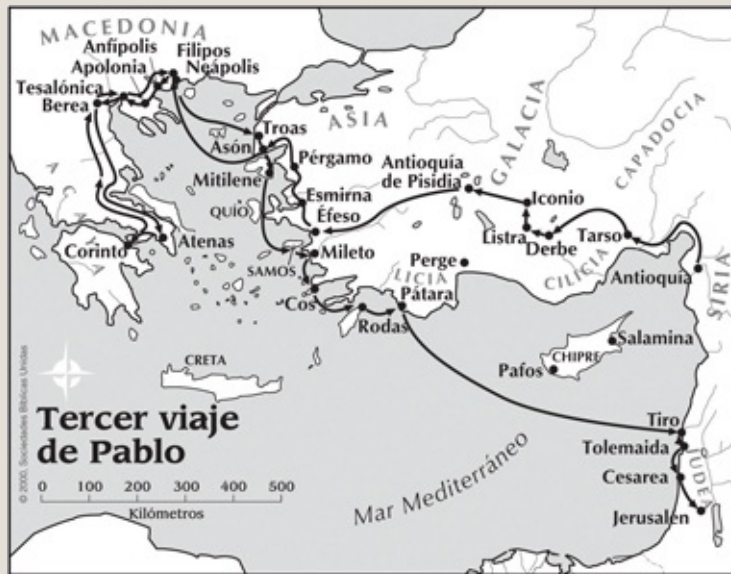 MACEDONIA
Anfípolis
Apolonia
Filipos
Neápolis
Tesalónica
Berea
Troas
Asón
ASIA
GALACIA
CAPADOCIA
Mitilene
Pérgamo
Antioquía
de Pisidia
Iconio
QUÍO
Esmirna
Éfeso
ACAYA
Corinto
Atenas
Mileto
SAMOS
Listra
Derbe
Tarso
Perge
LICIA
CILICIA
Antioquía
SIRIA
Cos
Rodas
Pátara
Salamina
CHIPRE
Pafos
CRETA
Tercer viaje
de Pablo
0 100 200 300 400 500
Kilómetros
© 2000, Sociedades Bíblicas Unidas
Mar Mediterráneo
Tiro
Tolemaida
Cesarea
JUDEA
Jerusalén